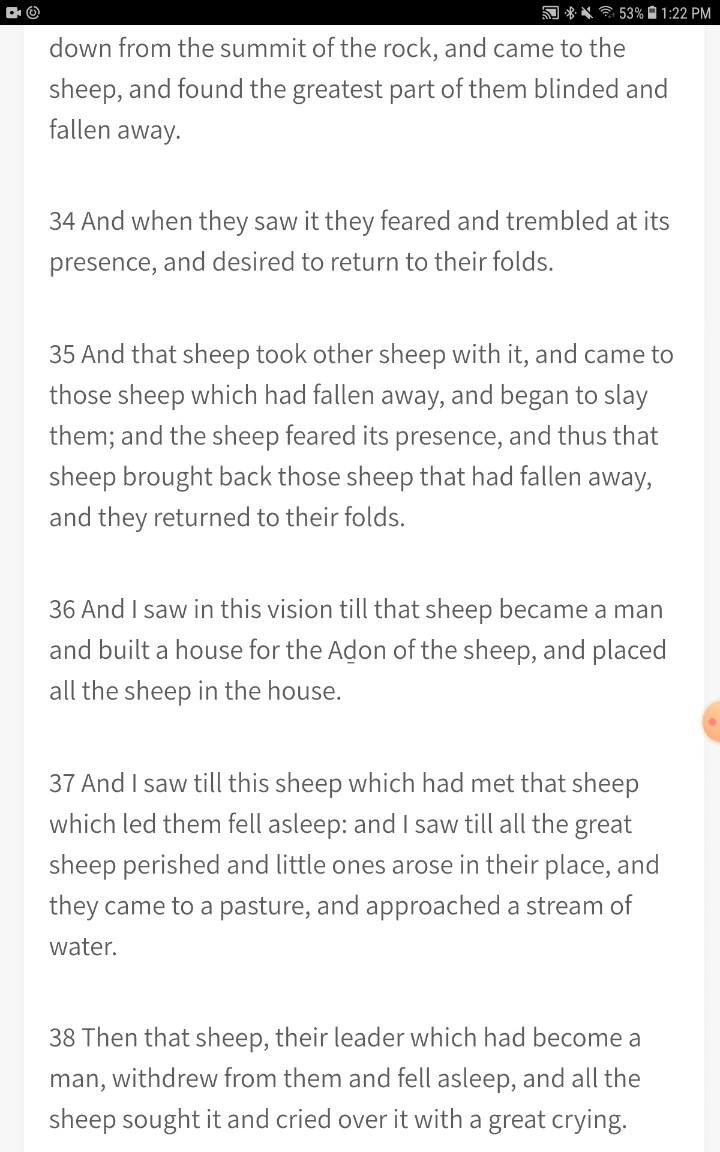 53% 1:22 PM
down from the summit of the rock, and came to the
sheep, and found the greatest part of them blinded and
fallen away.
34 And when they saw it they feared and trembled at its
presence, and desired to return to their folds.
35 And that sheep took other sheep with it, and came to
those sheep which had fallen away, and began to slay
them; and the sheep feared its presence, and thus that
sheep brought back those sheep that had fallen away,
and they returned to their folds.
36 And I saw in this vision till that sheep became a man
and built a house for the Aḏon of the sheep, and placed
all the sheep in the house.
37 And I saw till this sheep which had met that sheep
which led them fell asleep: and I saw till all the great
sheep perished and little ones arose in their place, and
they came to a pasture, and approached a stream of
water.
38 Then that sheep, their leader which had become a
man, withdrew from them and fell asleep, and all the
sheep sought it and cried over it with a great crying.